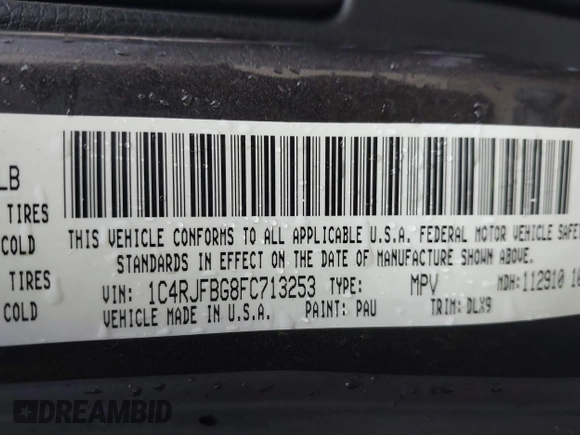 LB
TIRES
COLD
THIS VEHICLE CONFORMS TO ALL APPLICABLE U.S.A. FEDERAL MOTOR VEHICLE SAFE
STANDARDS IN EFFECT ON THE DATE OF MANUFACTURE SHOWN ABOVE.
TIRES
VIN: 1C4RJFBG8FC713253 TYPE: MPV MDH: 112910 10
COLD
VEHICLE MADE IN U.S.A. PAINT: PAU TRIM: DLX9
DREAMBID